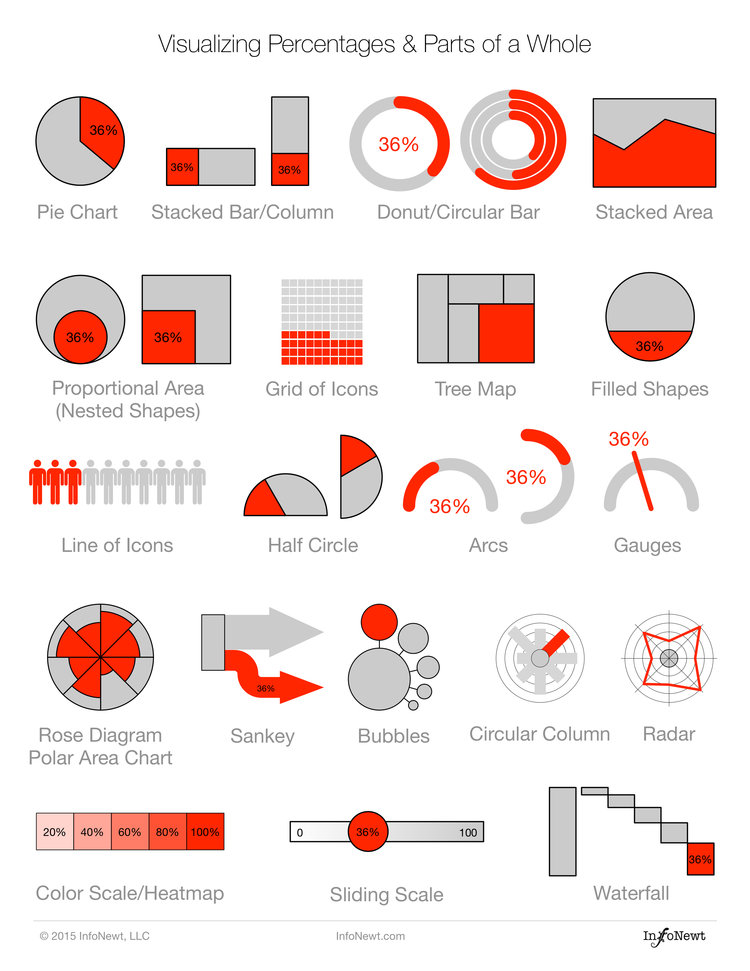 Visualizing Percentages & Parts of a Whole
36%
36%
36%
36%
Pie Chart
Stacked Bar/Column
Donut/Circular Bar
Stacked Area
36%
36%
36%
Proportional Area
(Nested Shapes)
Grid of Icons
Tree Map
Filled Shapes
36%
36%
36%
Line of Icons
Half Circle
Arcs
Gauges
36%
Rose Diagram
Polar Area Chart
Sankey
Bubbles
Circular Column
Radar
20%
40%
60%
80%
100%
0
36%
100
36%
Color Scale/Heatmap
Sliding Scale
Waterfall
© 2015 InfoNewt, LLC
InfoNewt.com
InfoNewt